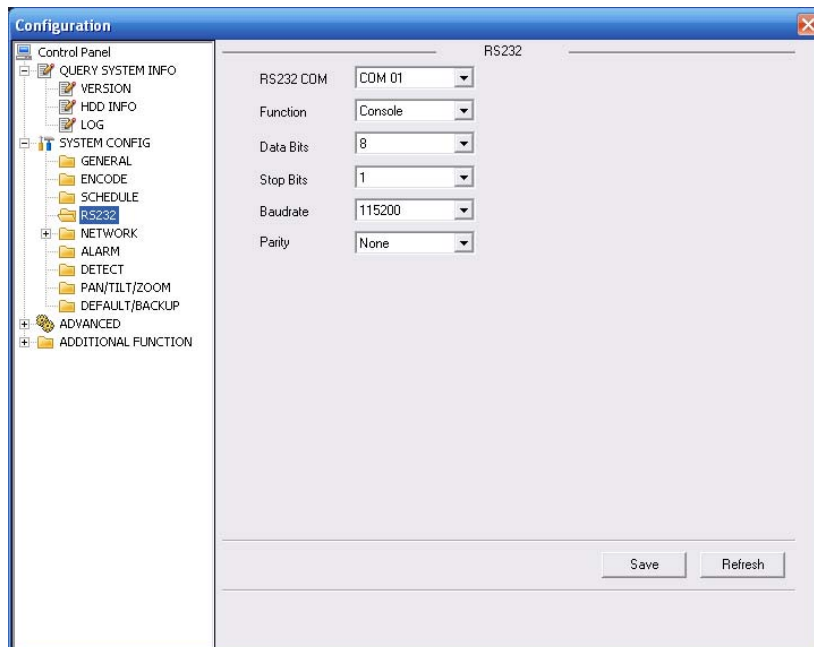 Configuration
Control Panel
QUERY SYSTEM INFO
VERSION
HDD INFO
LOG
SYSTEM CONFIG
GENERAL
ENCODE
SCHEDULE
RS232
NETWORK
ALARM
DETECT
PAN/TILT/ZOOM
DEFAULT/BACKUP
ADVANCED
ADDITIONAL FUNCTION
RS232
RS232 COM COM 01
Function Console
Data Bits 8
Stop Bits 1
Baudrate 115200
Parity None
Save Refresh